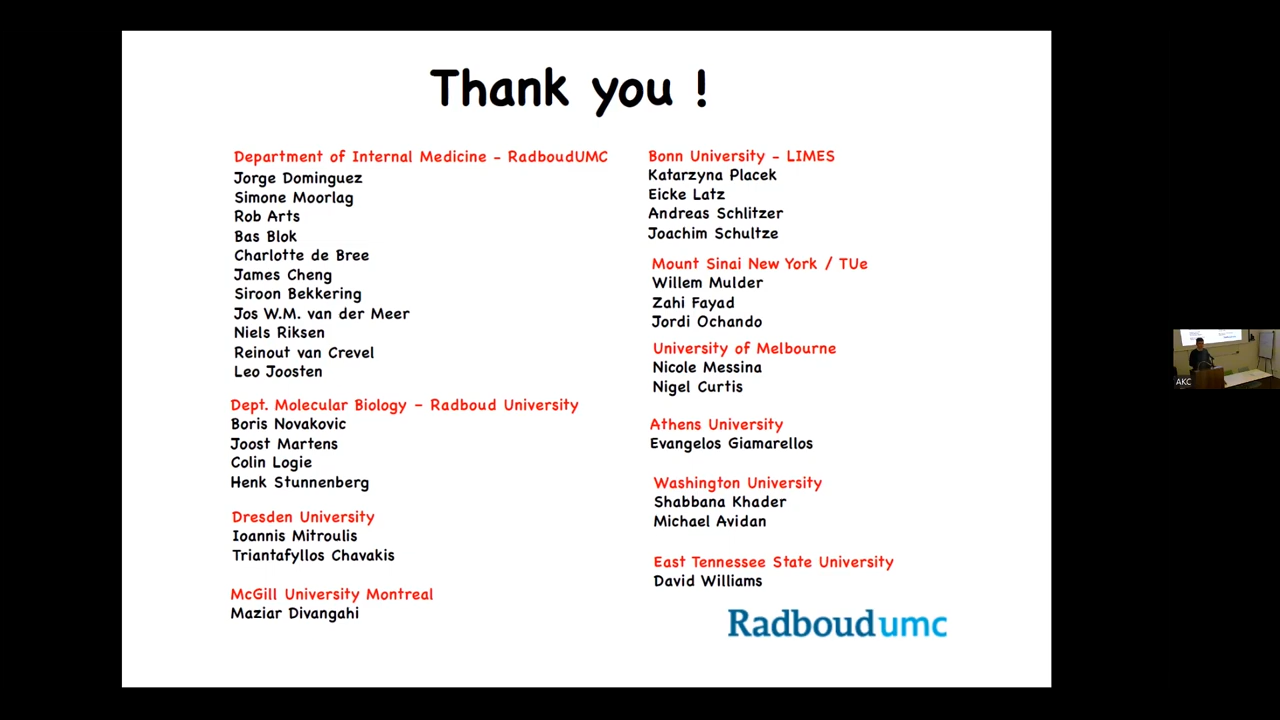 Thank you !
Department of Internal Medicine - RadboudUMC
Jorge Dominguez
Simone Moorlag
Rob Arts
Bas Blok
Charlotte de Bree
James Cheng
Siroon Bekkering
Jos W.M. van der Meer
Niels Riksen
Reinout van Crevel
Leo Joosten
Dept. Molecular Biology – Radboud University
Boris Novakovic
Joost Martens
Colin Logie
Henk Stunnenberg
Dresden University
Ioannis Mitroulis
Triantafyllos Chavakis
McGill University Montreal
Maziar Divangahi
Bonn University - LIMES
Katarzyna Placek
Eicke Latz
Andreas Schlitzer
Joachim Schultze
Mount Sinai New York / TUe
Willem Mulder
Zahi Fayad
Jordi Ochando
University of Melbourne
Nicole Messina
Nigel Curtis
Athens University
Evangelos Giamarellos
Washington University
Shabbana Khader
Michael Avidan
East Tennessee State University
David Williams
Radboudumc
AKC